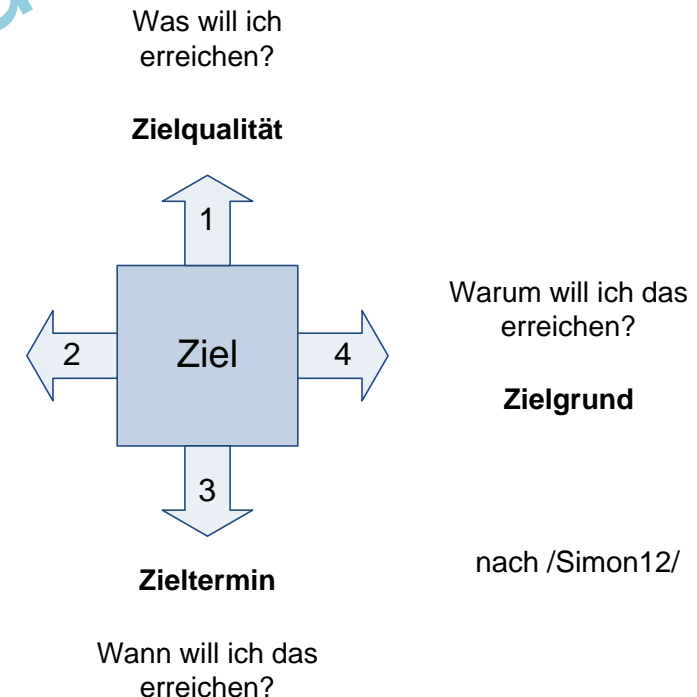 Was will ich
erreichen?
Zielqualität
1
2
Ziel
4
Warum will ich das
erreichen?
Zielgrund
3
Zieltermin
nach /Simon12/
Wann will ich das
erreichen?